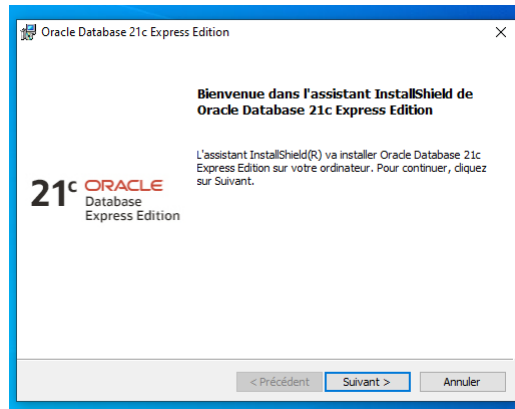 Oracle Database 21c Express Edition
Bienvenue dans l'assistant InstallShield de
Oracle Database 21c Express Edition
L'assistant InstallShield(R) va installer Oracle Database 21c
Express Edition sur votre ordinateur. Pour continuer, cliquez
sur Suivant.
21c ORACLE
Database
Express Edition
< Précédent Suivant > Annuler